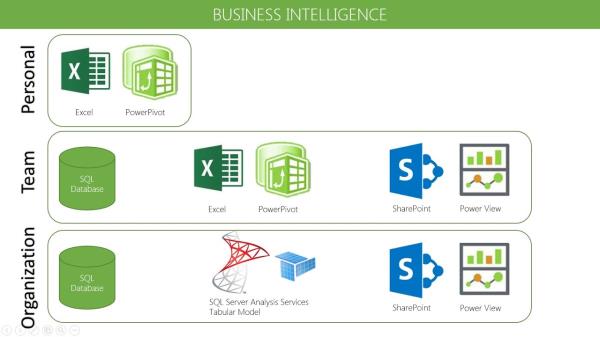 BUSINESS INTELLIGENCE
Personal
X
Excel
PowerPivot
Team
SQL
Database
X
Excel
PowerPivot
S
SharePoint
Power View
Organization
SQL
Database
SQL Server Analysis Services
Tabular Model
S
SharePoint
Power View